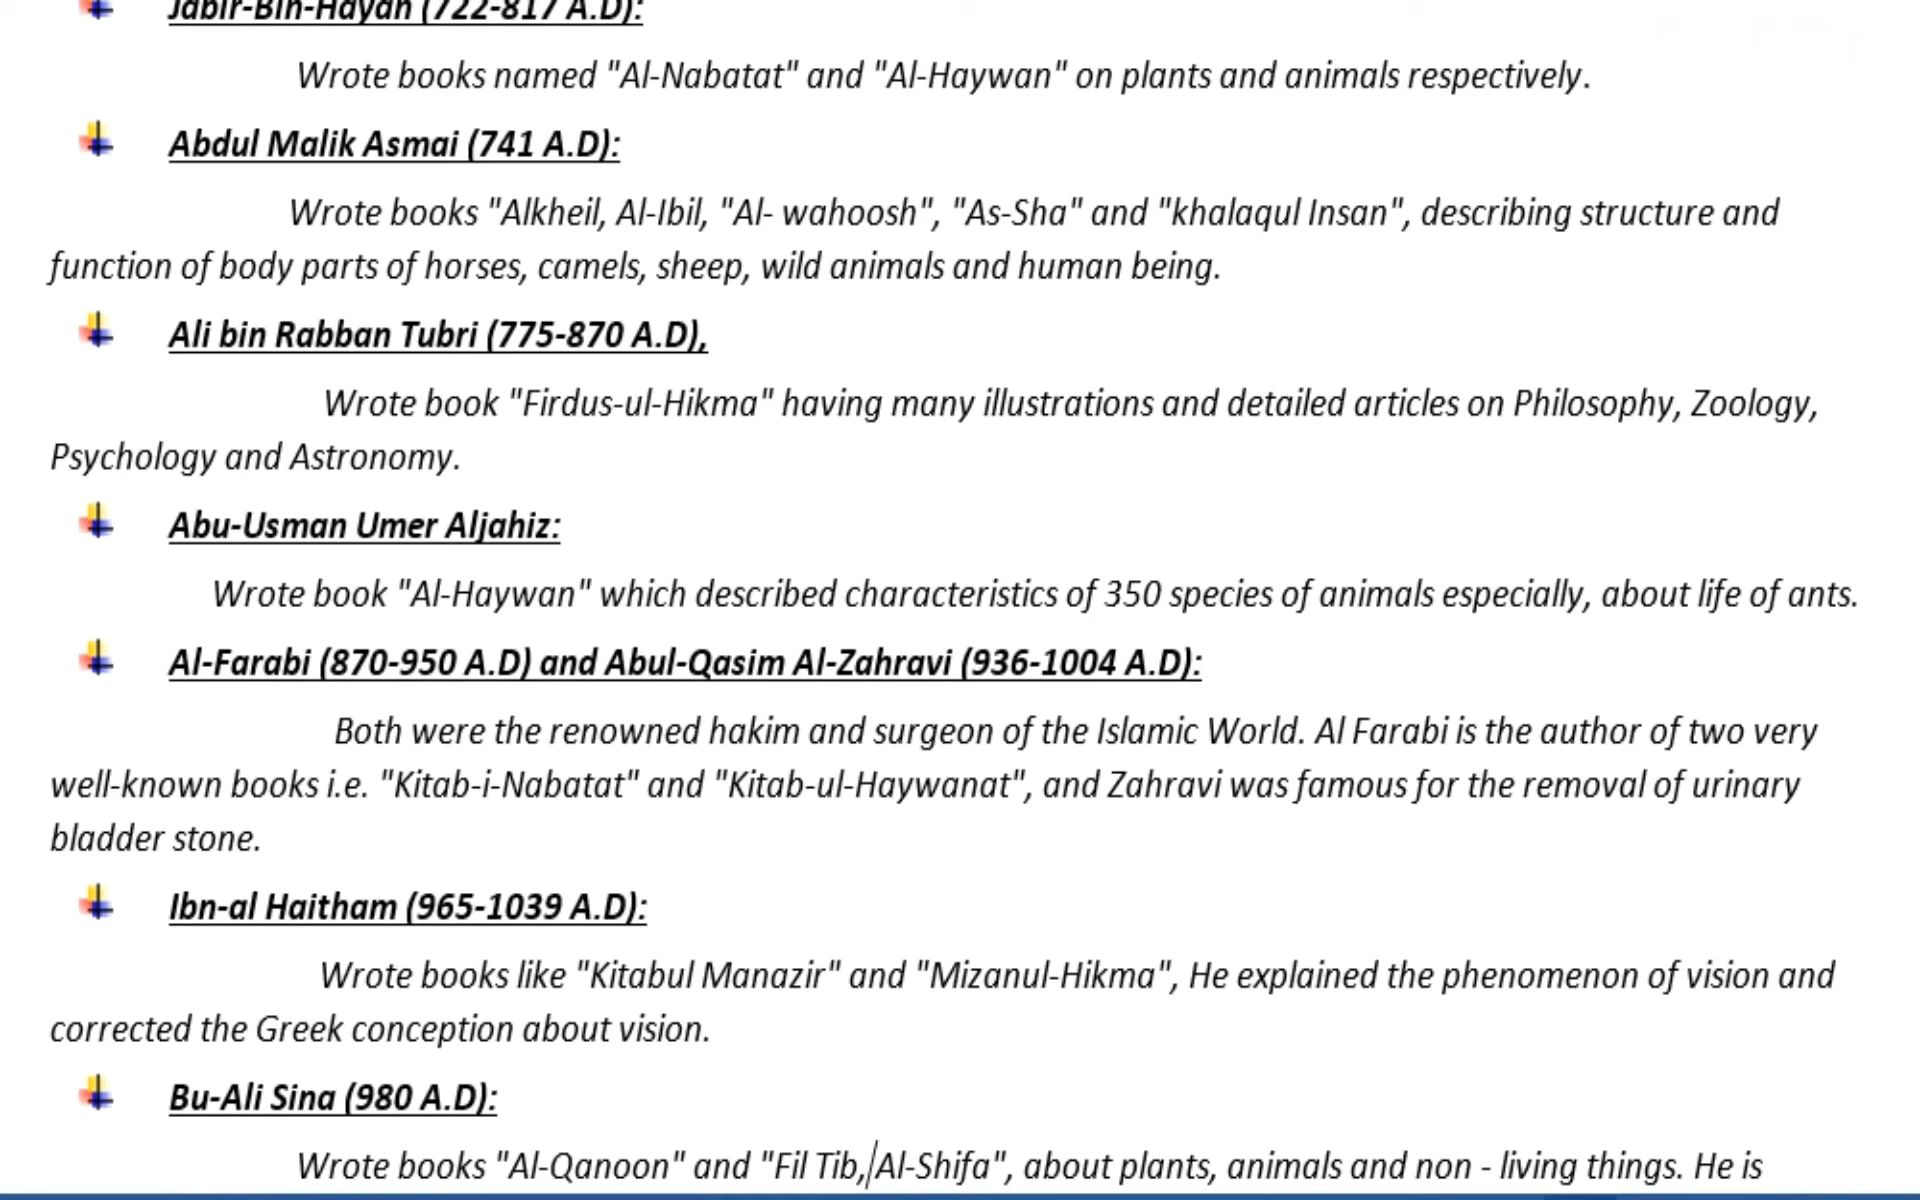 Jabir-Bin-Hayan (722-817 A.D):
Wrote books named "Al-Nabatat" and "Al-Haywan" on plants and animals respectively.
Abdul Malik Asmai (741 A.D):
Wrote books "Alkheil, Al-Ibil, "Al- wahoosh", "As-Sha" and "khalaqul Insan", describing structure and
function of body parts of horses, camels, sheep, wild animals and human being.
Ali bin Rabban Tubri (775-870 A.D),
Wrote book "Firdus-ul-Hikma" having many illustrations and detailed articles on Philosophy, Zoology,
Psychology and Astronomy.
Abu-Usman Umer Aljahiz:
Wrote book "Al-Haywan" which described characteristics of 350 species of animals especially, about life of ants.
Al-Farabi (870-950 A.D) and Abul-Qasim Al-Zahravi (936-1004 A.D):
Both were the renowned hakim and surgeon of the Islamic World. Al Farabi is the author of two very
well-known books i.e. "Kitab-i-Nabatat" and "Kitab-ul-Haywanat", and Zahravi was famous for the removal of urinary
bladder stone.
Ibn-al Haitham (965-1039 A.D):
Wrote books like "Kitabul Manazir" and "Mizanul-Hikma", He explained the phenomenon of vision and
corrected the Greek conception about vision.
Bu-Ali Sina (980 A.D):
Wrote books "Al-Qanoon" and "Fil Tib, Al-Shifa", about plants, animals and non - living things. He is